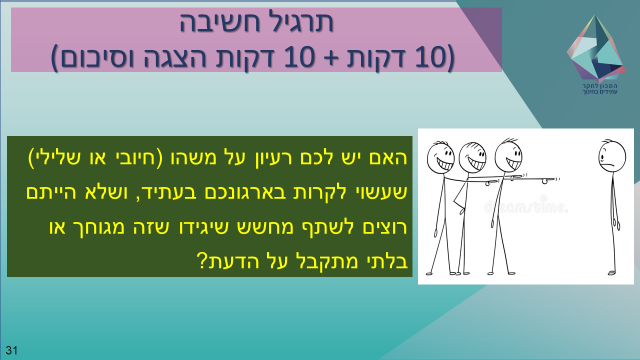 תרגיל חשיבה
(10 דקות + 10 דקות הצגה וסיכום)
המכון לחקר
עתידים בחינוך
האם יש לכם רעיון על משהו (חיובי או שלילי)
שעשוי לקרות בארגונכם בעתיד, ושלא הייתם
רוצים לשתף מחשש שיגידו שזה מגוחך או
בלתי מתקבל על הדעת?
dreamstime.
31